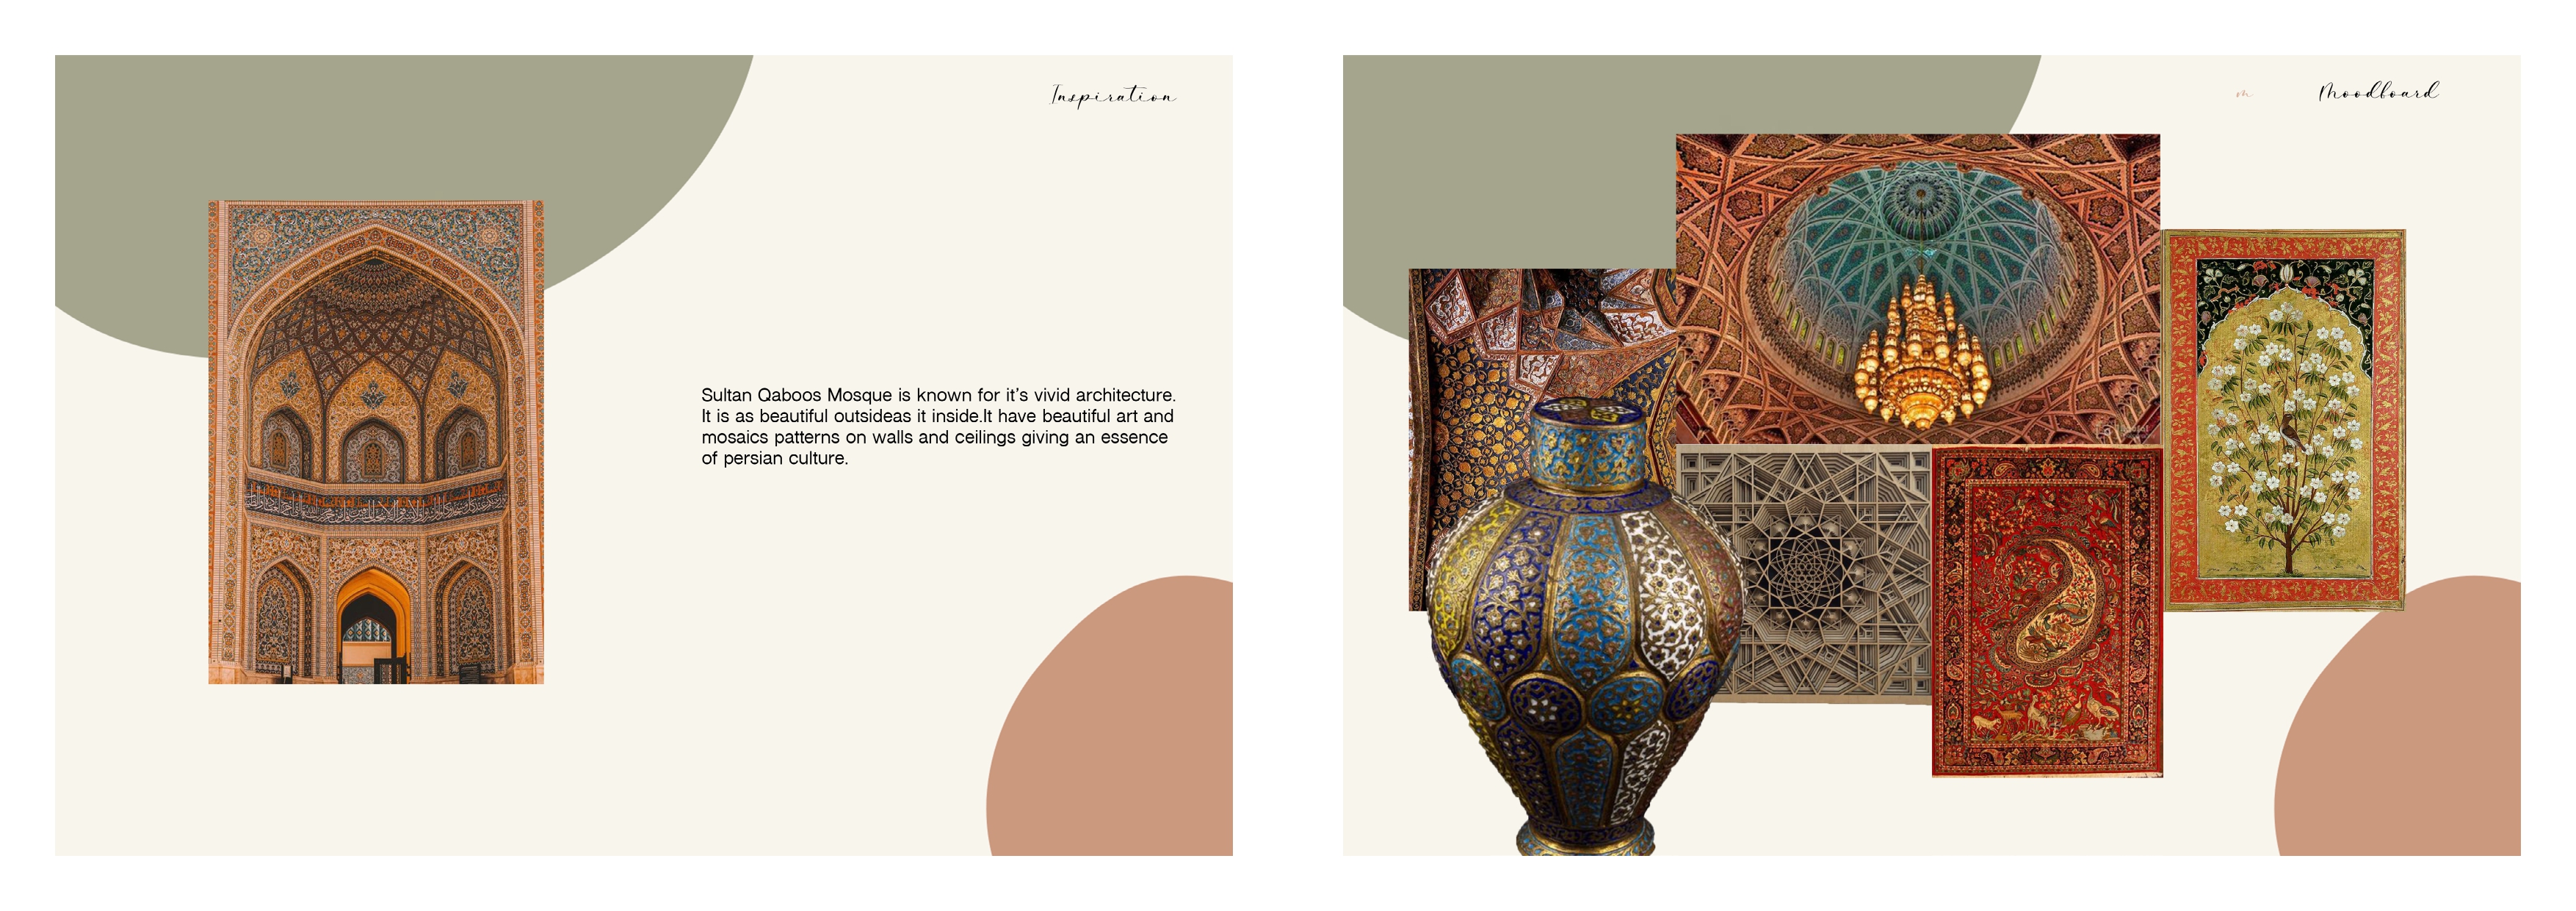 Inspiration
Sultan Qaboos Mosque is known for it's vivid architecture.
It is as beautiful outsideas it inside.It have beautiful art and
mosaics patterns on walls and ceilings giving an essence
of persian culture.
m
Moodboard